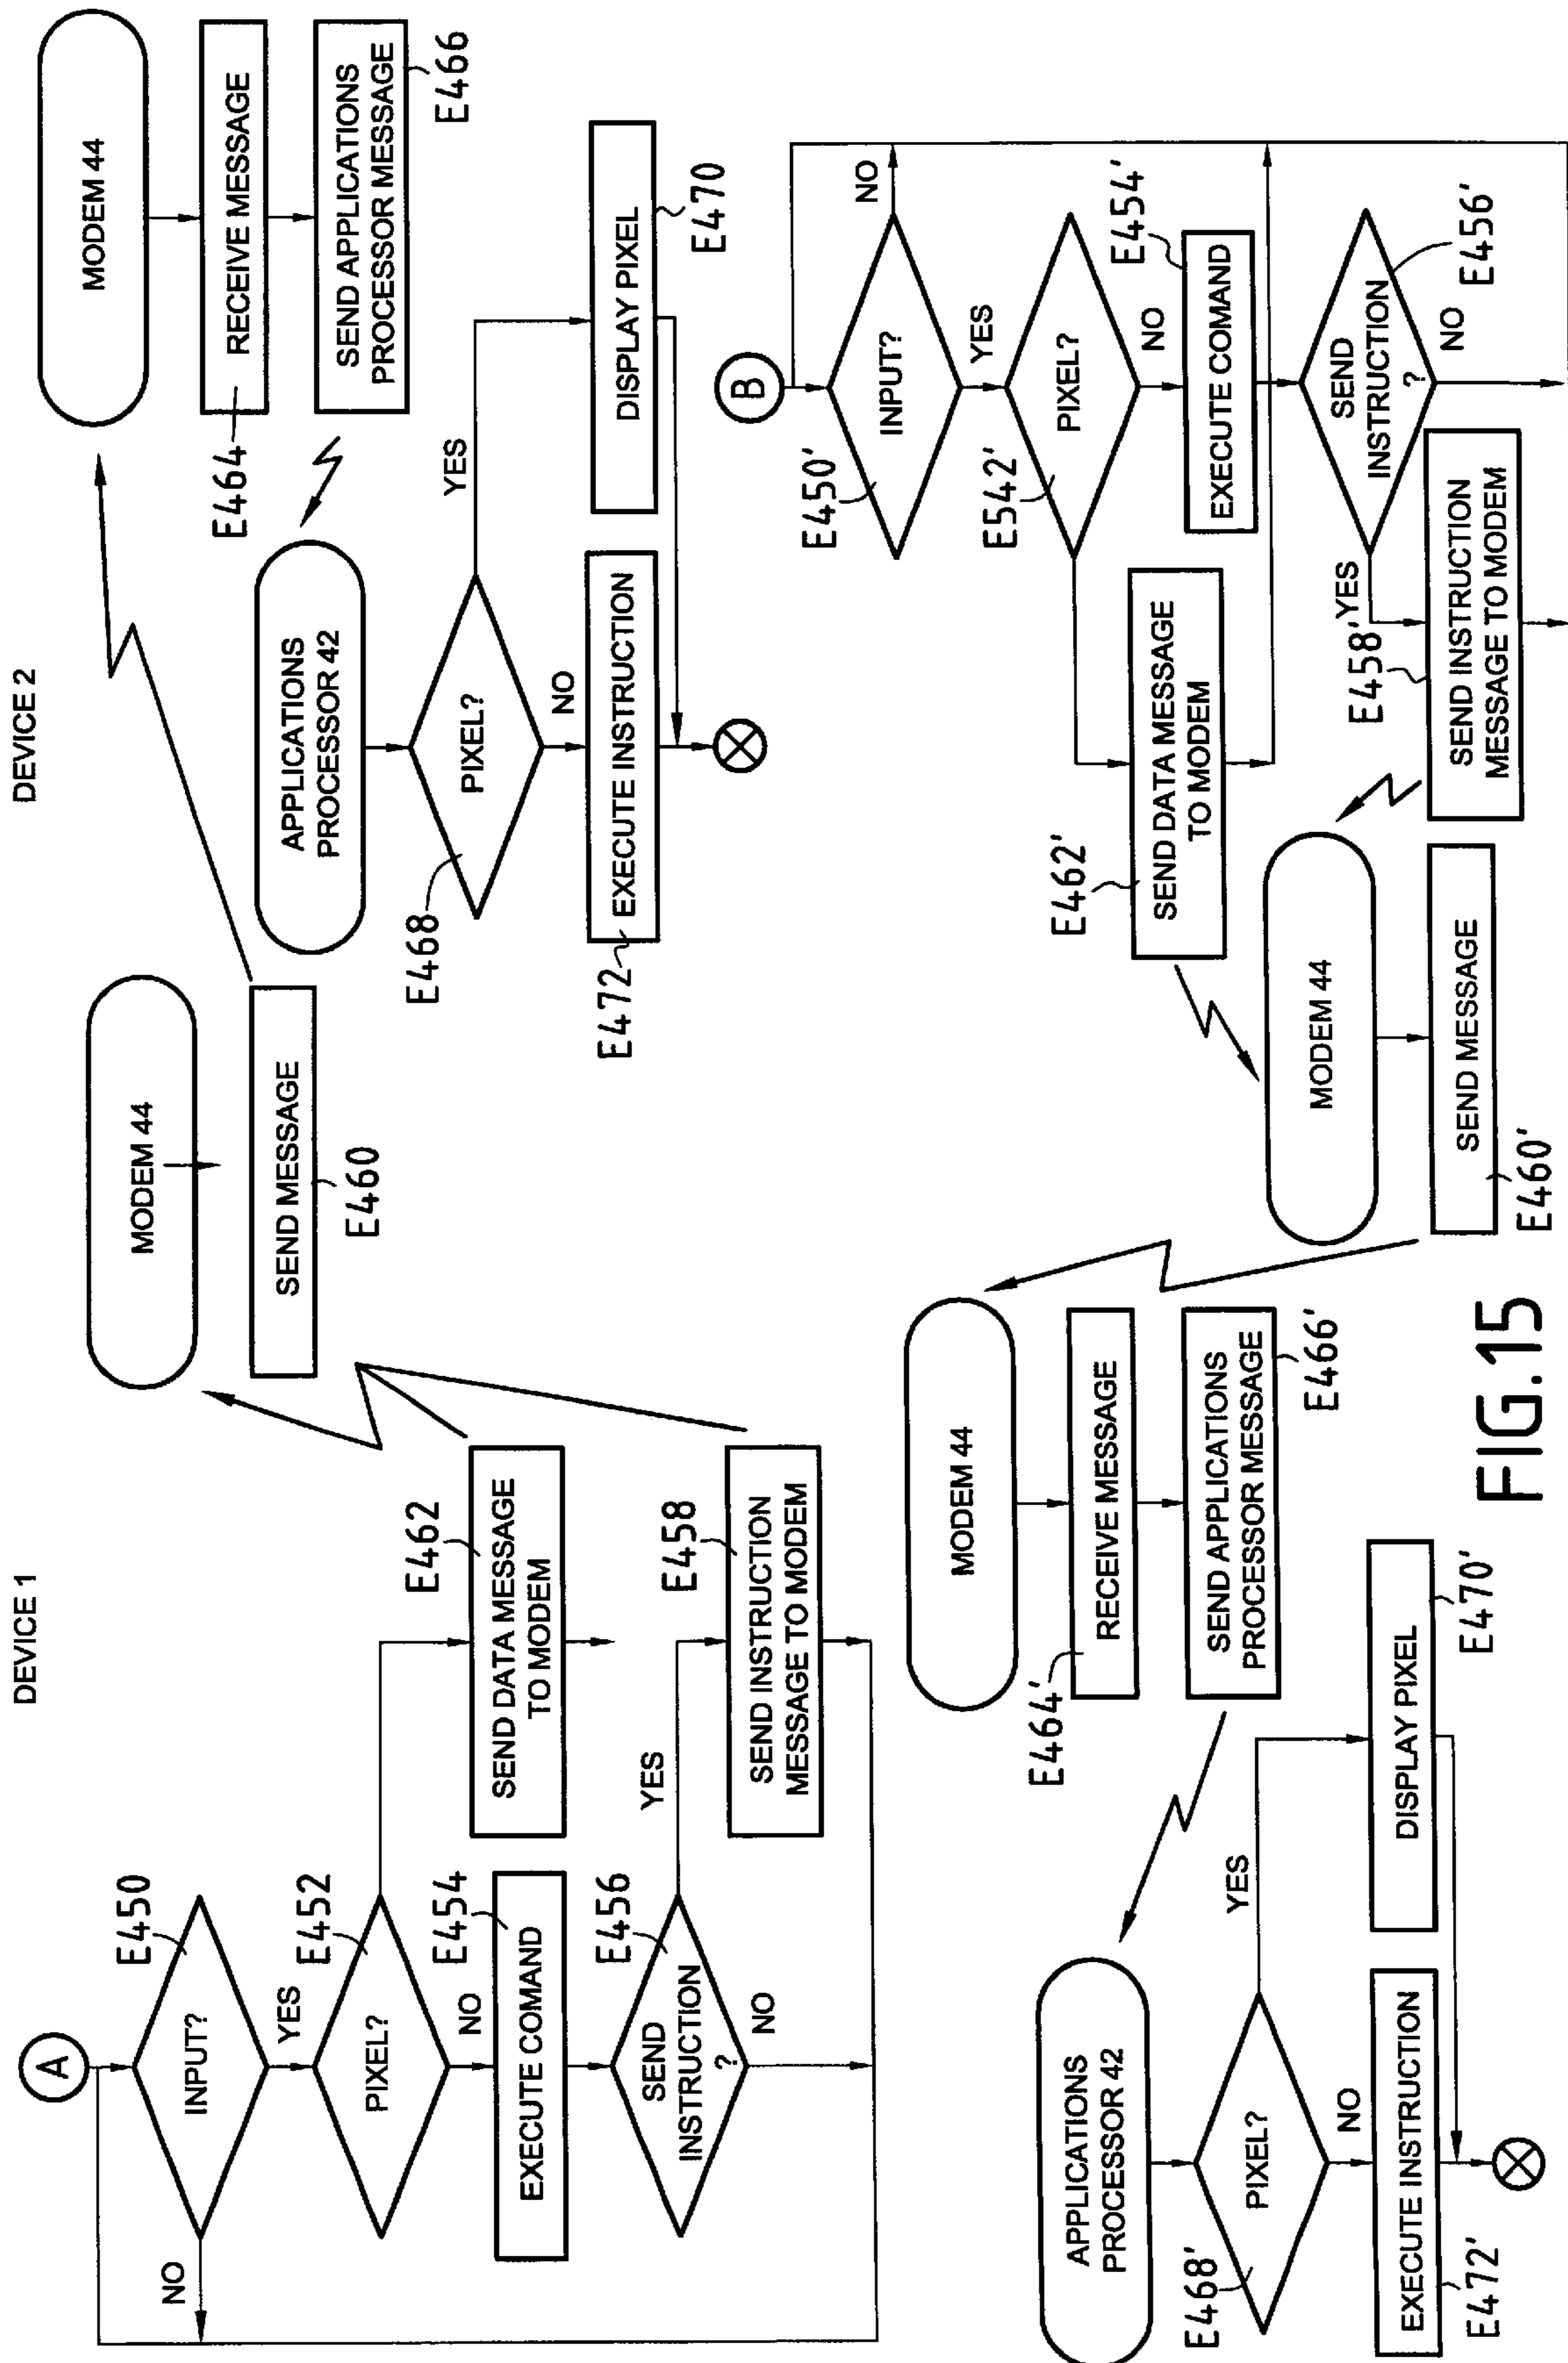 DEVICE 1
A
E450
INPUT?
NO
YES
E452
PIXEL?
NO
E454
EXECUTE COMAND
E456
SEND
INSTRUCTION
?
YES
NO
E462
SEND DATA MESSAGE
TO MODEM
E458
SEND INSTRUCTION
MESSAGE TO MODEM
MODEM 44
SEND MESSAGE
E460
DEVICE 2
MODEM 44
RECEIVE MESSAGE
E464
SEND APPLICATIONS
PROCESSOR MESSAGE
E466
APPLICATIONS
PROCESSOR 42
PIXEL?
E468
YES
NO
E472
EXECUTE INSTRUCTION
DISPLAY PIXEL
E470
B
INPUT?
E450'
NO
YES
E542'
PIXEL?
NO
E454'
EXECUTE COMAND
SEND
INSTRUCTION
?
E456'
YES
NO
E462'
SEND DATA MESSAGE
TO MODEM
E458'
SEND INSTRUCTION
MESSAGE TO MODEM
MODEM 44
SEND MESSAGE
E460'
MODEM 44
E464'
RECEIVE MESSAGE
SEND APPLICATIONS
PROCESSOR MESSAGE
E466'
APPLICATIONS
PROCESSOR 42
E468'
PIXEL?
YES
NO
EXECUTE INSTRUCTION
E472'
DISPLAY PIXEL
E470'
FIG.15